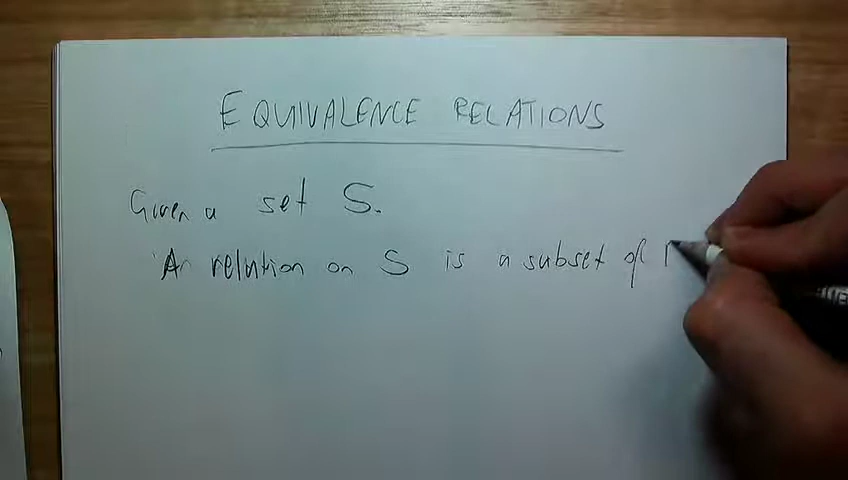 EQUIVALENCE RELATIONS
Given a set S.
A relation on S is a subset of